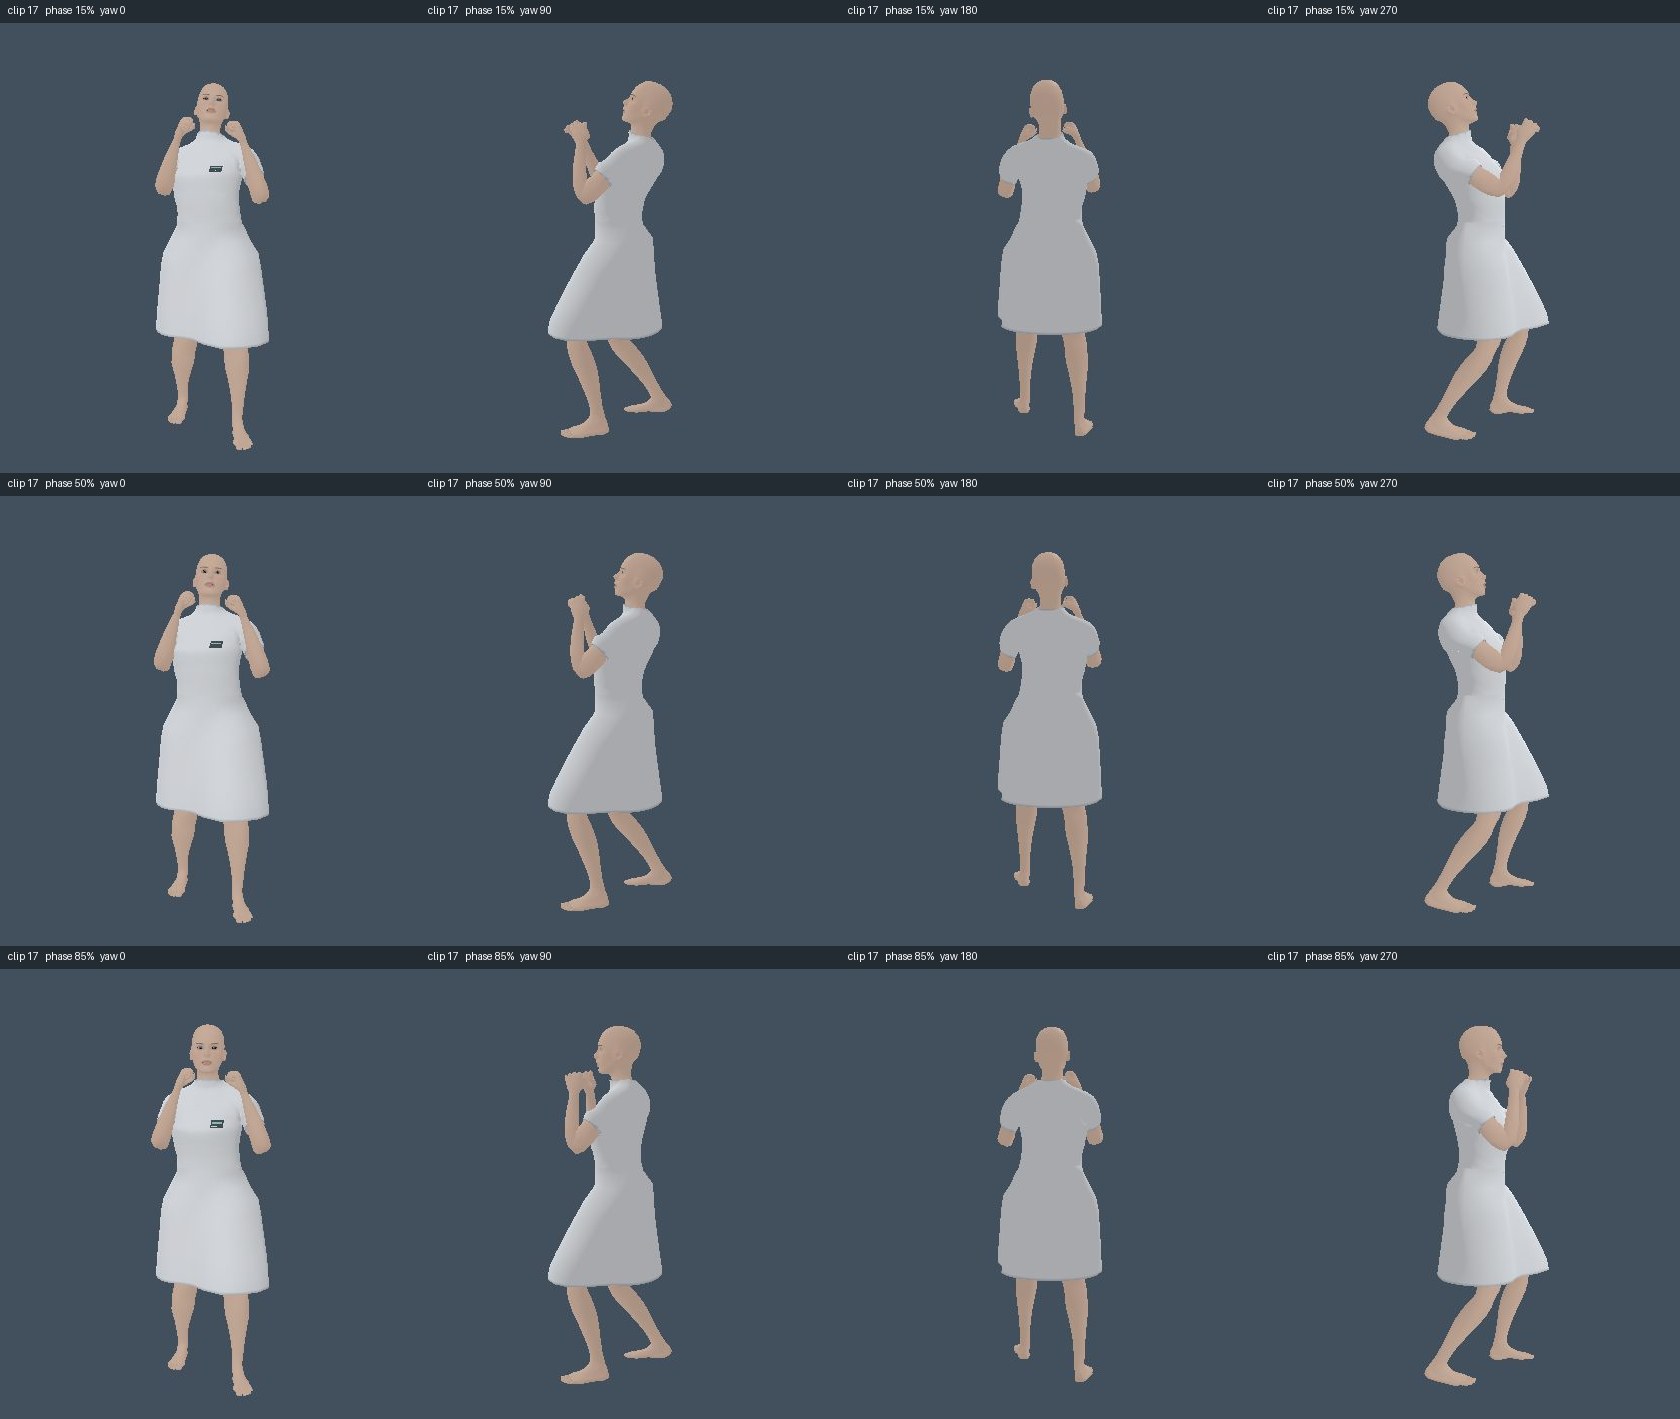 clip 17 phase 15% yaw 0
clip 17 phase 15% yaw 90
clip 17 phase 15% yaw 180
clip 17 phase 15% yaw 270
clip 17 phase 50% yaw 0
clip 17 phase 50% yaw 90
clip 17 phase 50% yaw 180
clip 17 phase 50% yaw 270
clip 17 phase 85% yaw 0
clip 17 phase 85% yaw 90
clip 17 phase 85% yaw 180
clip 17 phase 85% yaw 270